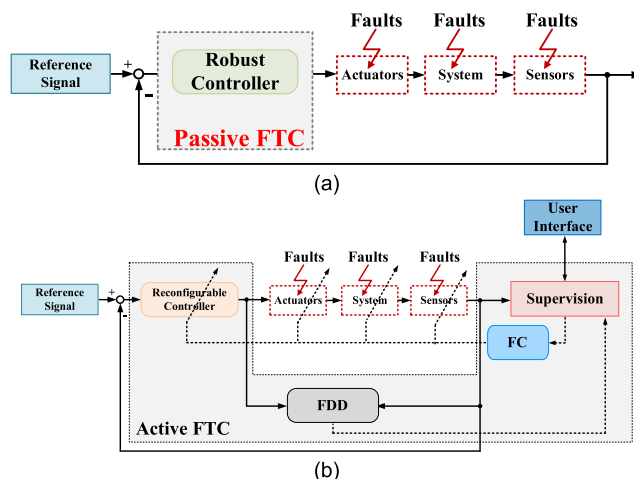 Faults Faults Faults
Reference
Signal
+
-
Robust
Controller
Actuators
System
Sensors
Passive FTC
(a)
User
Interface
Faults Faults Faults
Reference
Signal
+
-
Reconfigurable
Controller
Actuators
System
Sensors
Supervision
FC
FDD
Active FTC
(b)